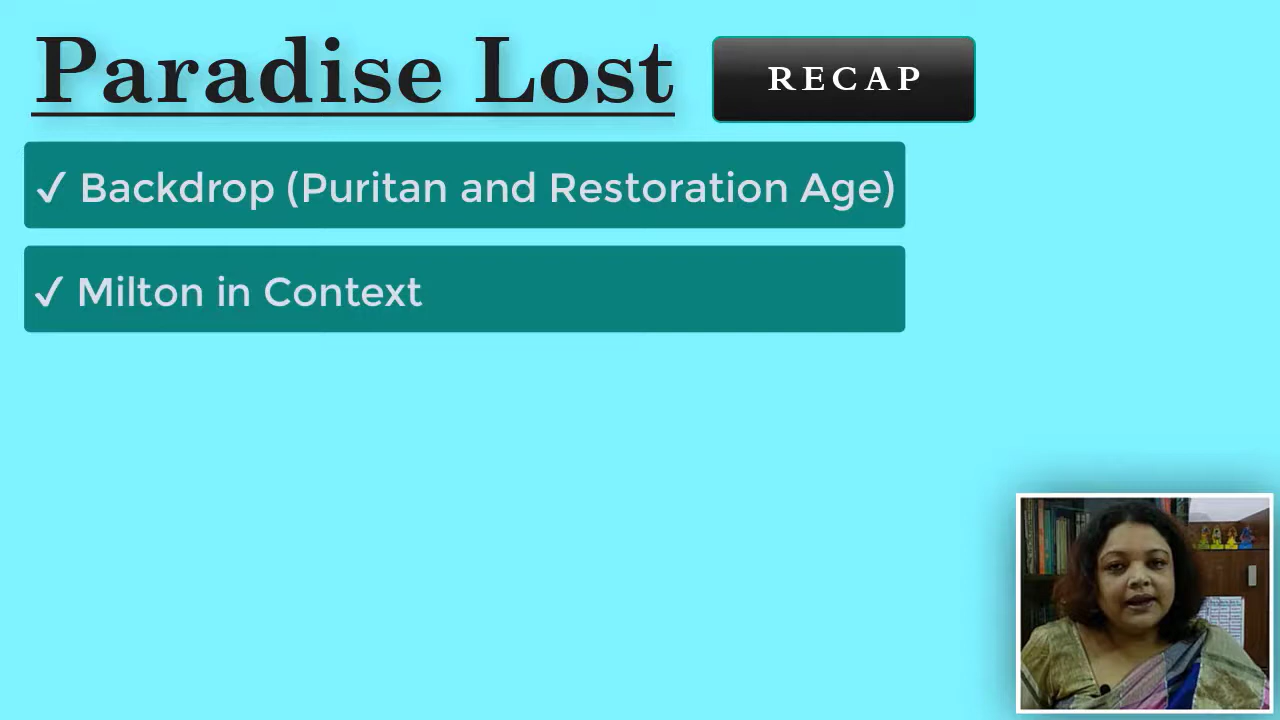 Paradise Lost
RECAP
✓ Backdrop (Puritan and Restoration Age)
✓ Milton in Context